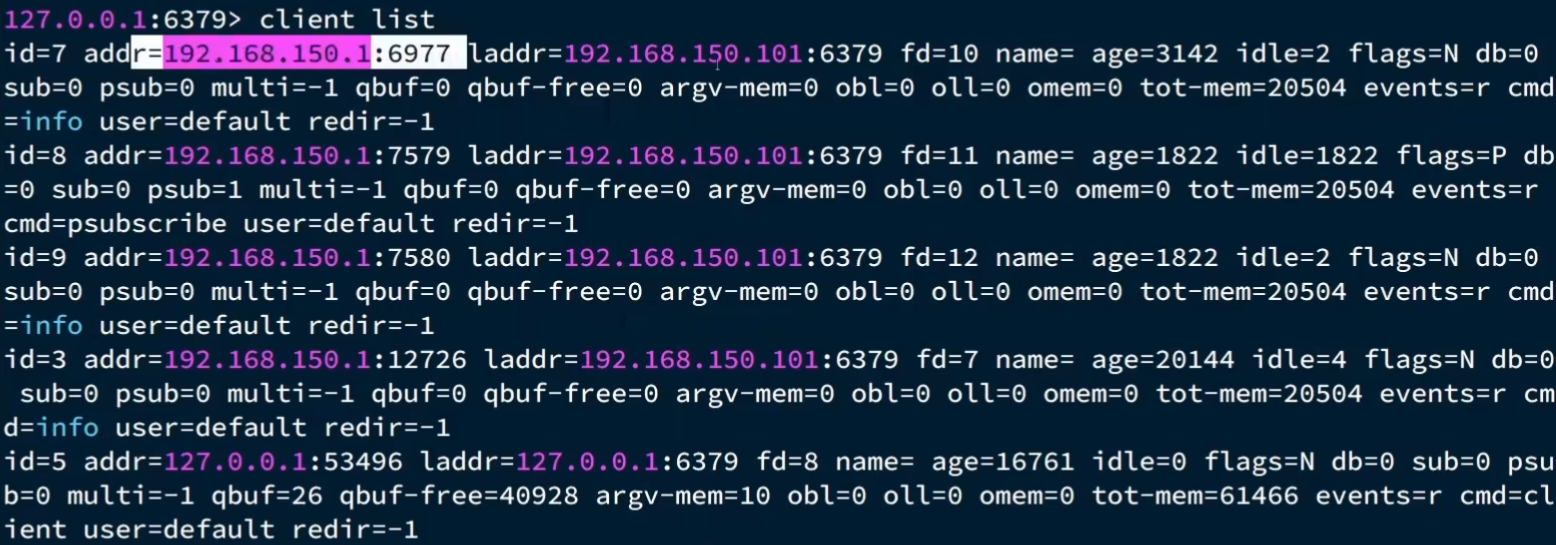 127.0.0.1:6379> client list
id=7 addr=192.168.150.1:6977 laddr=192.168.150.101:6379 fd=10 name= age=3142 idle=2 flags=N db=0
sub=0 psub=0 multi=-1 qbuf=0 qbuf-free=0 argv-mem=0 obl=0 oll=0 omem=0 tot-mem=20504 events=r cmd
=info user=default redir=-1
id=8 addr=192.168.150.1:7579 laddr=192.168.150.101:6379 fd=11 name= age=1822 idle=1822 flags=P db
=0 sub=0 psub=1 multi=-1 qbuf=0 qbuf-free=0 argv-mem=0 obl=0 oll=0 omem=0 tot-mem=20504 events=r
cmd=psubscribe user=default redir=-1
id=9 addr=192.168.150.1:7580 laddr=192.168.150.101:6379 fd=12 name= age=1822 idle=2 flags=N db=0
sub=0 psub=0 multi=-1 qbuf=0 qbuf-free=0 argv-mem=0 obl=0 oll=0 omem=0 tot-mem=20504 events=r cmd
=info user=default redir=-1
id=3 addr=192.168.150.1:12726 laddr=192.168.150.101:6379 fd=7 name= age=20144 idle=4 flags=N db=0
 sub=0 psub=0 multi=-1 qbuf=0 qbuf-free=0 argv-mem=0 obl=0 oll=0 omem=0 tot-mem=20504 events=r cm
d=info user=default redir=-1
id=5 addr=127.0.0.1:53496 laddr=127.0.0.1:6379 fd=8 name= age=16761 idle=0 flags=N db=0 sub=0 psu
b=0 multi=-1 qbuf=26 qbuf-free=40928 argv-mem=10 obl=0 oll=0 omem=0 tot-mem=61466 events=r cmd=cl
ient user=default redir=-1